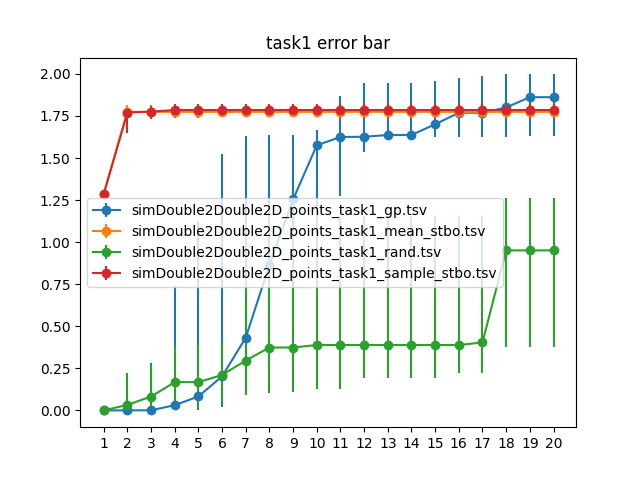 task1 error bar
2.00
1.75
1.50
1.25
1.00
0.75
0.50
0.25
0.00
simDouble2Double2D_points_task1_gp.tsv
simDouble2Double2D_points_task1_mean_stbo.tsv
simDouble2Double2D_points_task1_rand.tsv
simDouble2Double2D_points_task1_sample_stbo.tsv
1 2 3 4 5 6 7 8 9 10 11 12 13 14 15 16 17 18 19 20